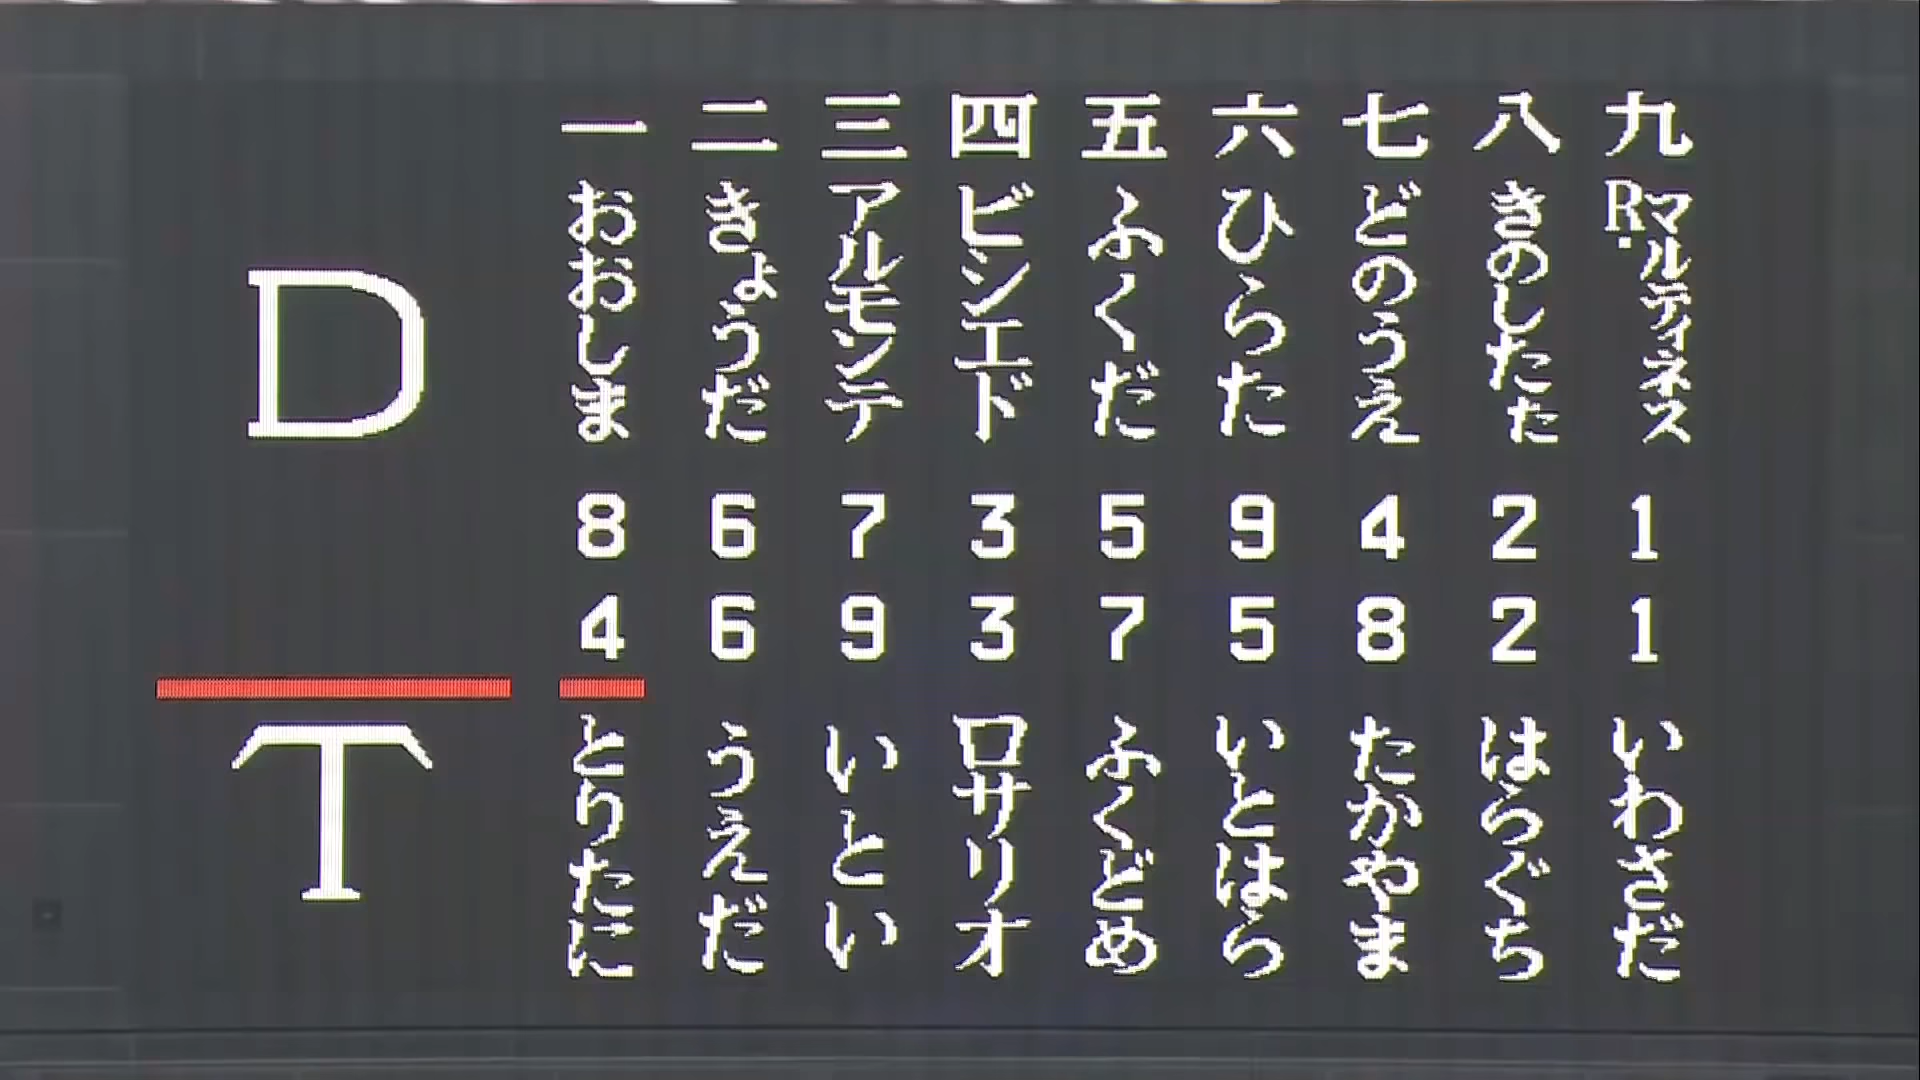 一 二 三 四 五 六 七 八 九
D
おおしま
きょうだ
アルモンテ
ビシエド
ふくだ
ひらた
どのうえ
きのしたた
R.マルティネス
8 6 7 3 5 9 4 2 1
4 6 9 3 7 5 8 2 1
T
とりたに
うえだ
いとい
ロサリオ
ふくどめ
いとはら
たかやま
はらぐち
いわさだ